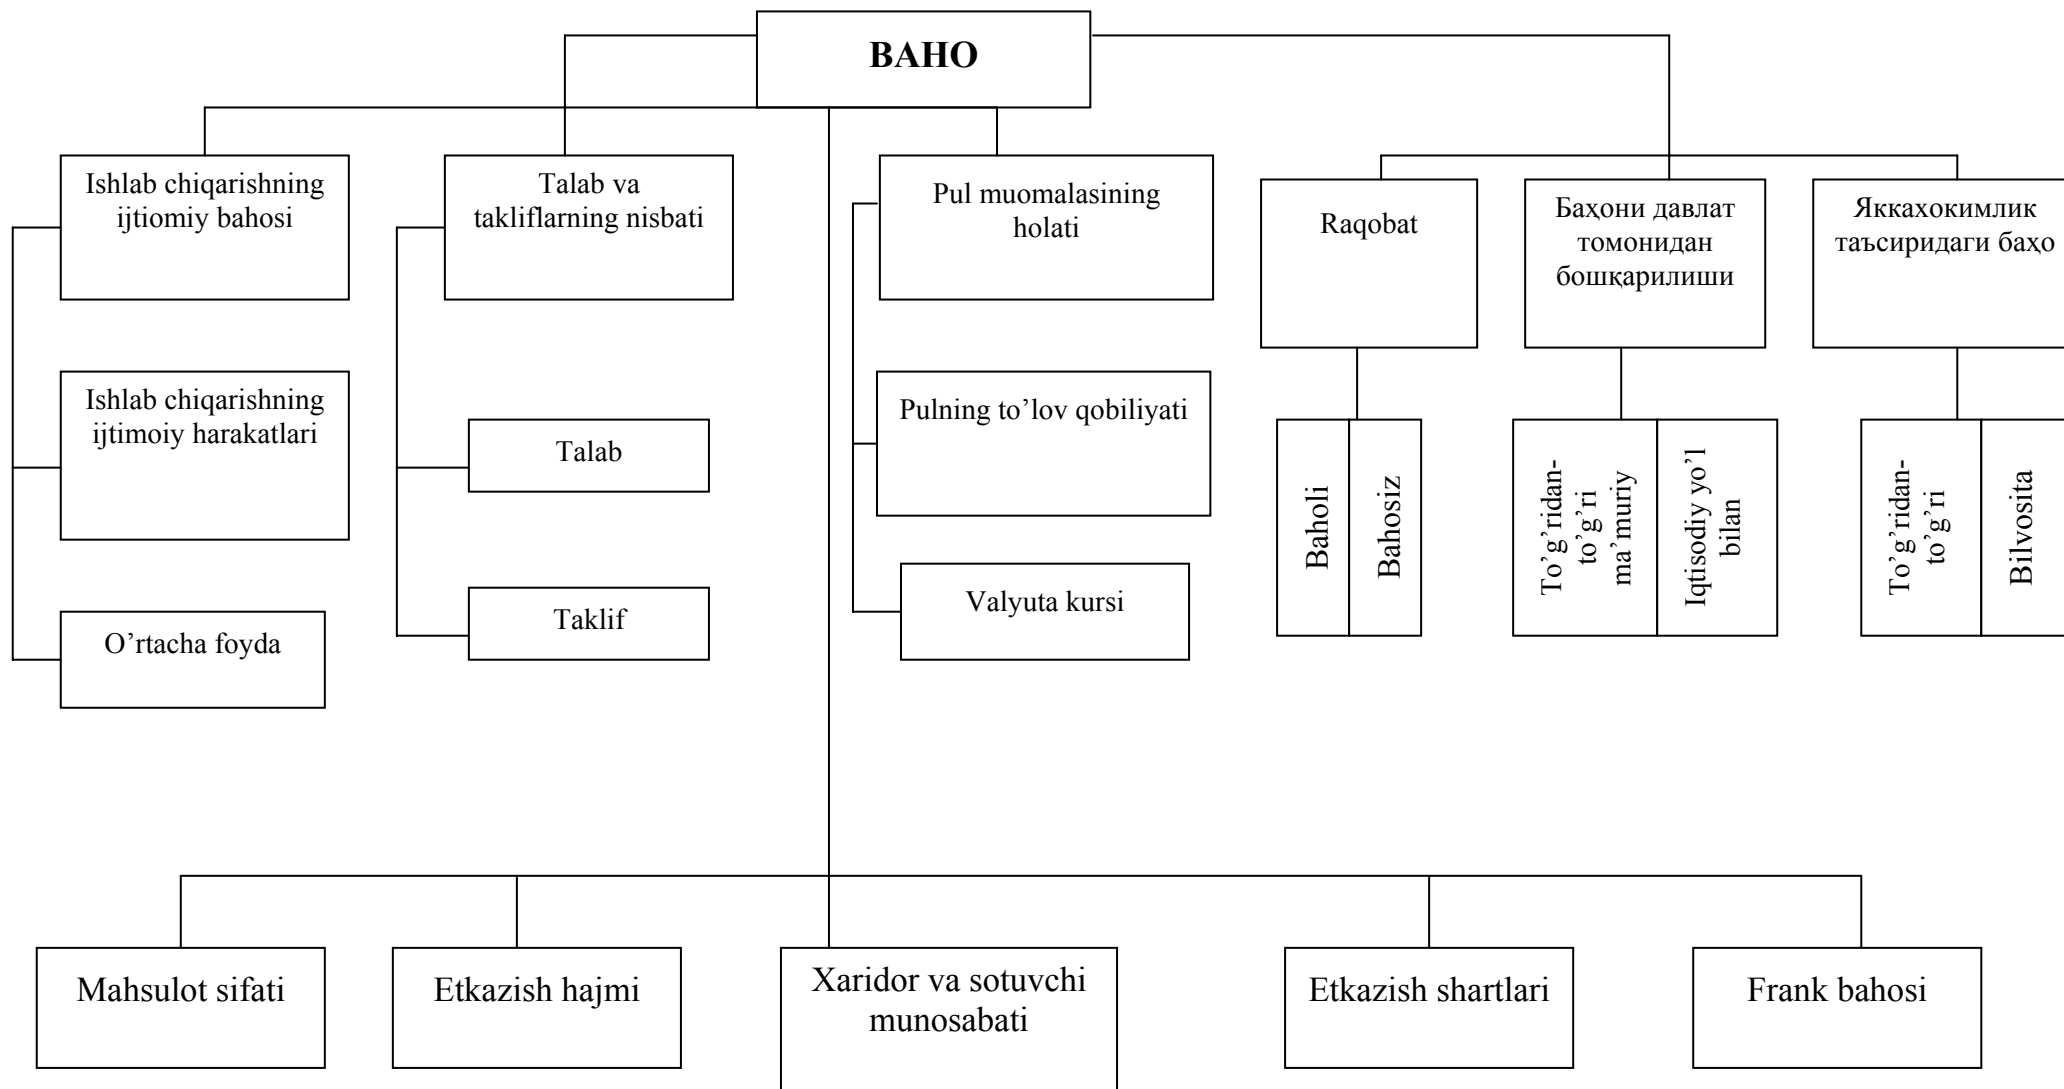 BAHO
Ishlab chiqarishning
ijtiomiy bahosi
Talab va
takliflarning nisbati
Pul muomalasining
holati
Raqobat
Баҳони давлат
томонидан
бошқарилиши
Яккахокимлик
таъсиридаги баҳо
Ishlab chiqarishning
ijtimoiy harakatlari
Talab
Pulning to’lov qobiliyati
Baholi
Bahosiz
To’g’ridan-
to’g’ri
ma’muriy
Iqtisodiy yo’l
bilan
To’g’ridan-
to’g’ri
Bilvosita
O’rtacha foyda
Taklif
Valyuta kursi
Mahsulot sifati
Etkazish hajmi
Xaridor va sotuvchi
munosabati
Etkazish shartlari
Frank bahosi